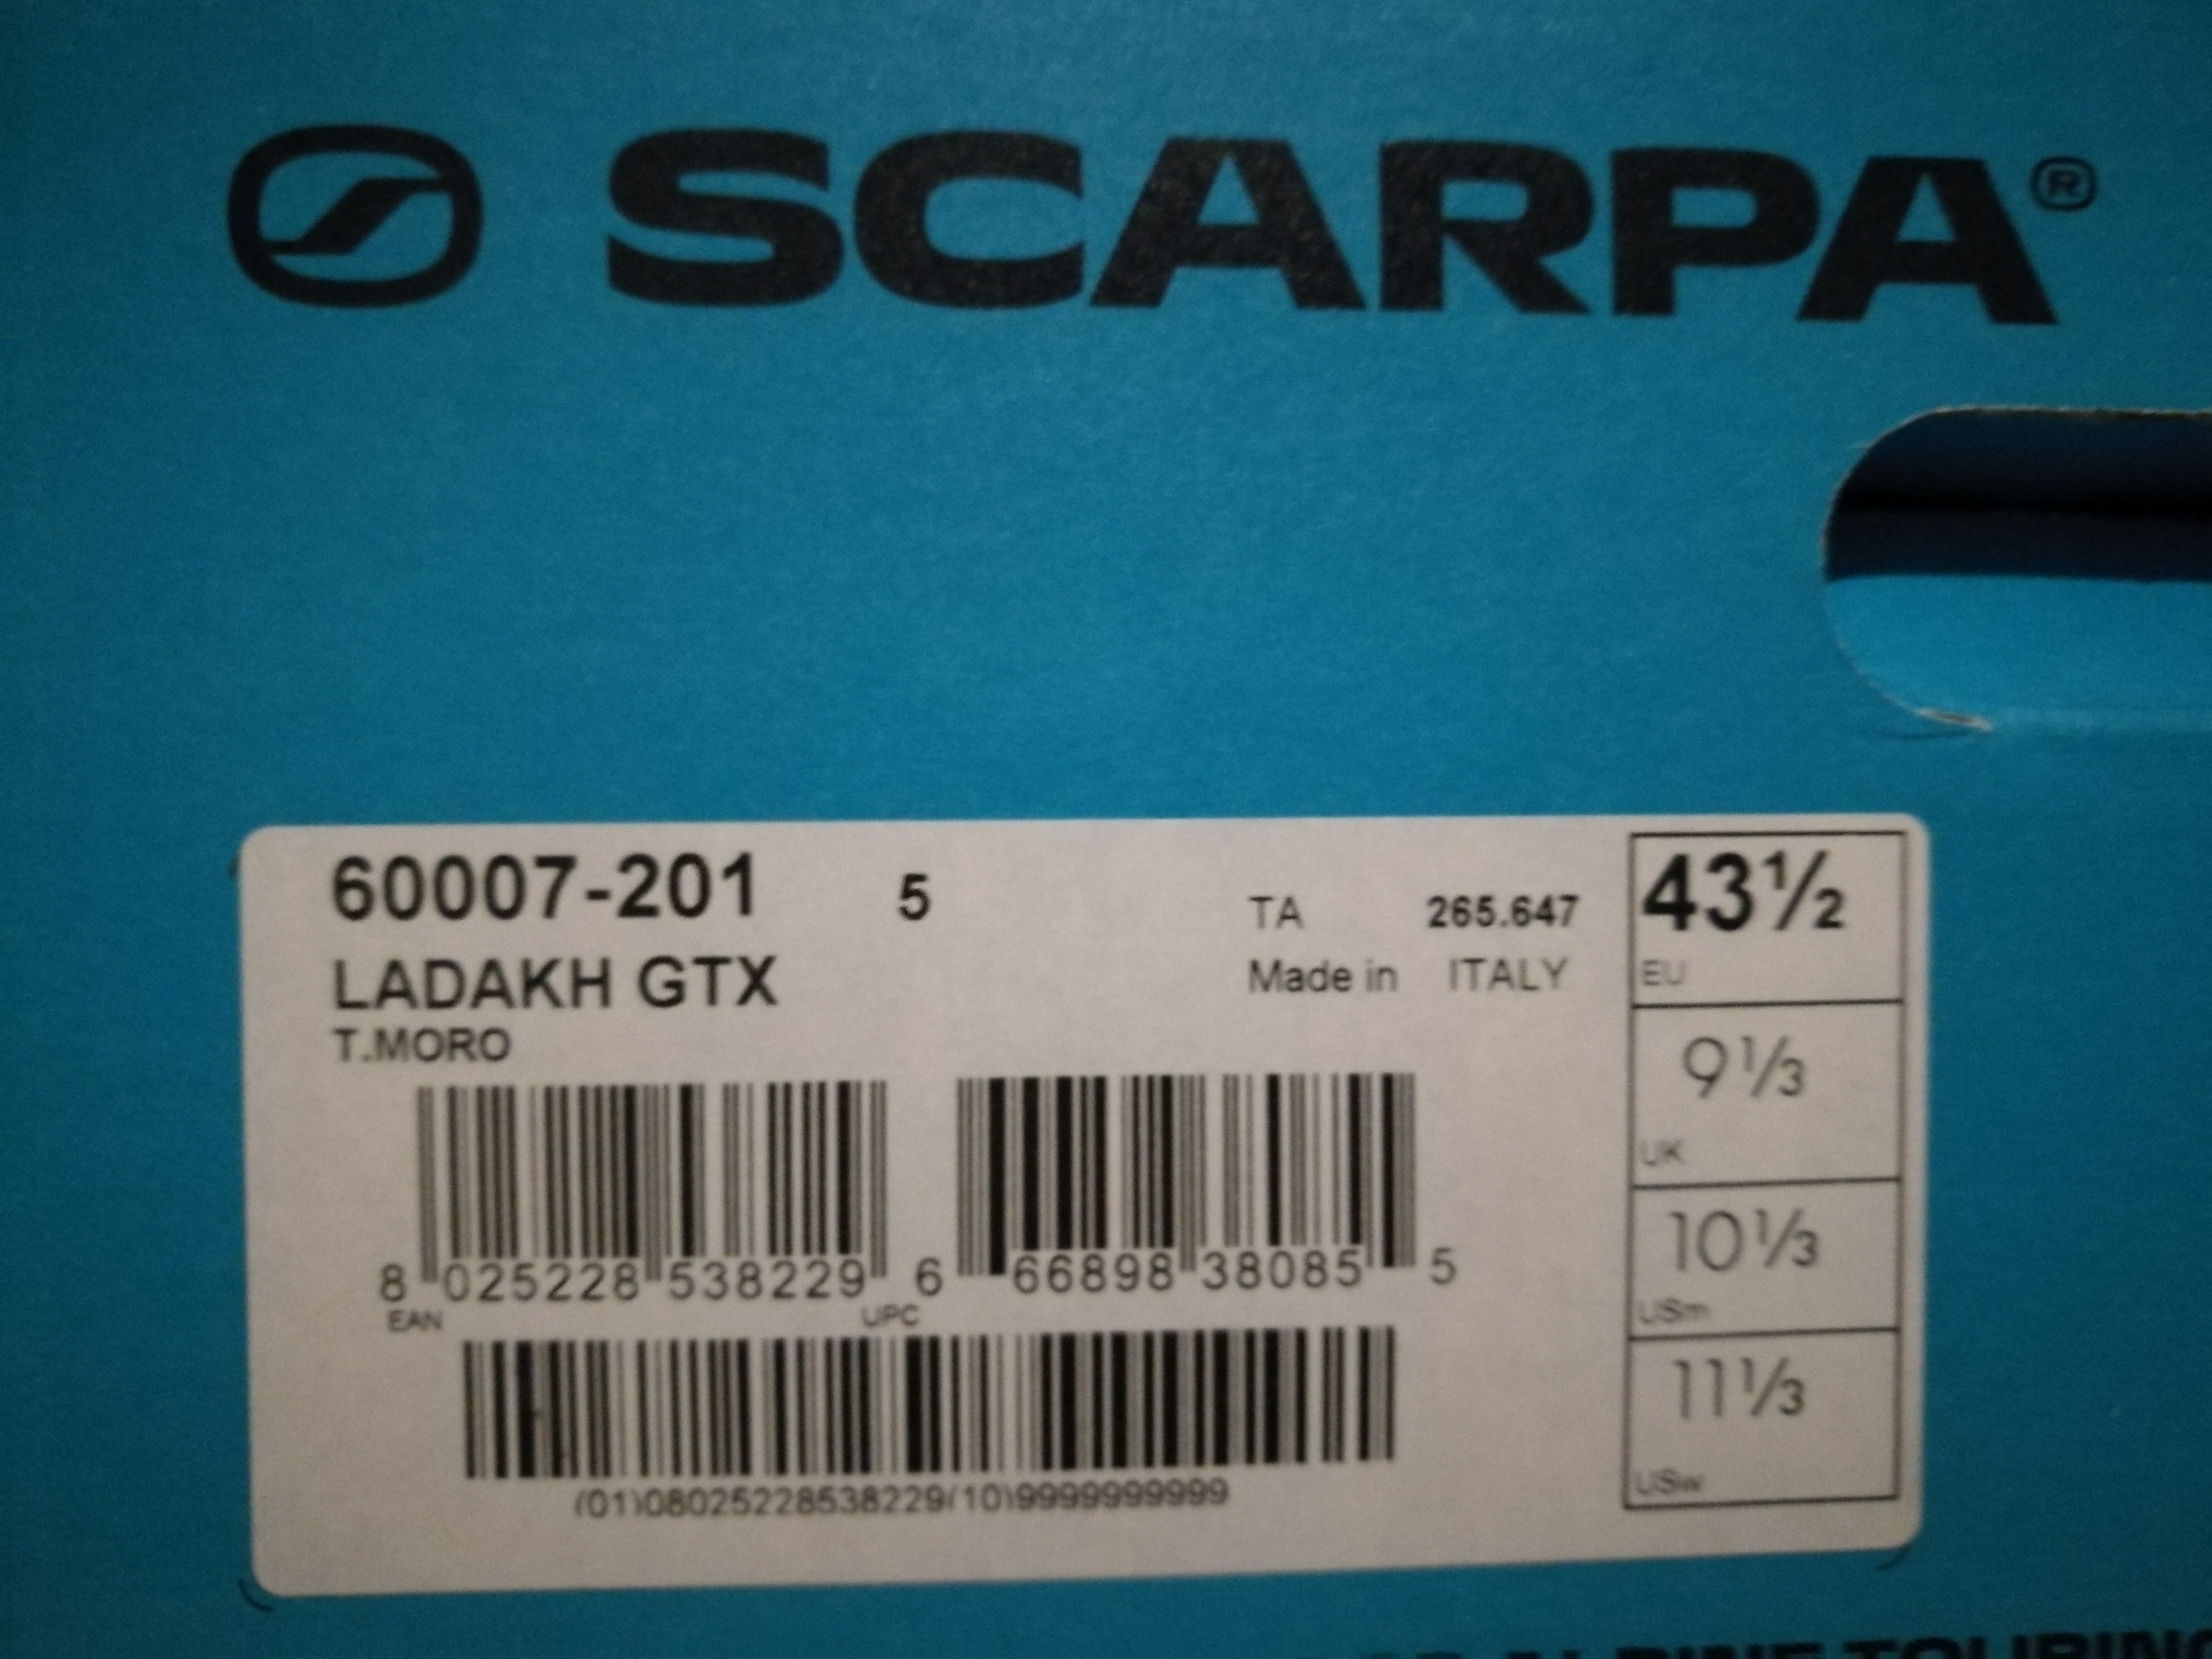 SCARPA®
60007-201 5
LADAKH GTX
T.MORO
TA 265.647
Made in ITALY
43½
EU
9⅓
UK
10⅓
USm
11⅓
USw
8 025228 538229
EAN
6 66898 38085 5
UPC
(01)08025228538229(10)9999999999
ALPINE TOURING